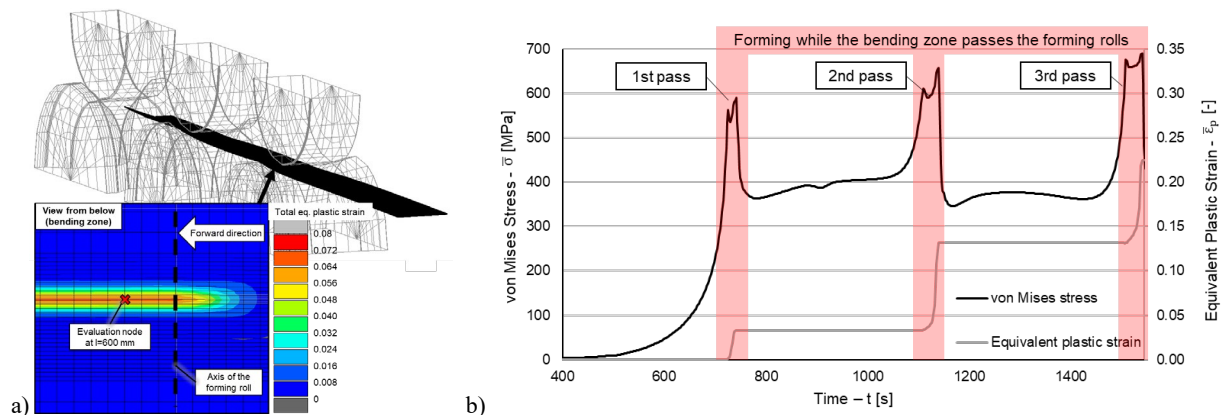 a)
View from below
(bending zone)
Forward direction
Evaluation node
at l=600 mm
Axis of the
forming roll
Total eq. plastic strain
0.08
0.072
0.064
0.056
0.048
0.040
0.032
0.024
0.016
0.008
0
b)
Forming while the bending zone passes the forming rolls
1st pass
2nd pass
3rd pass
von Mises Stress - σ̅ [MPa]
700
600
500
400
300
200
100
0
Equivalent Plastic Strain - ε̅p [-]
0.35
0.30
0.25
0.20
0.15
0.10
0.05
0.00
von Mises stress
Equivalent plastic strain
400 600 800 1000 1200 1400
Time – t [s]